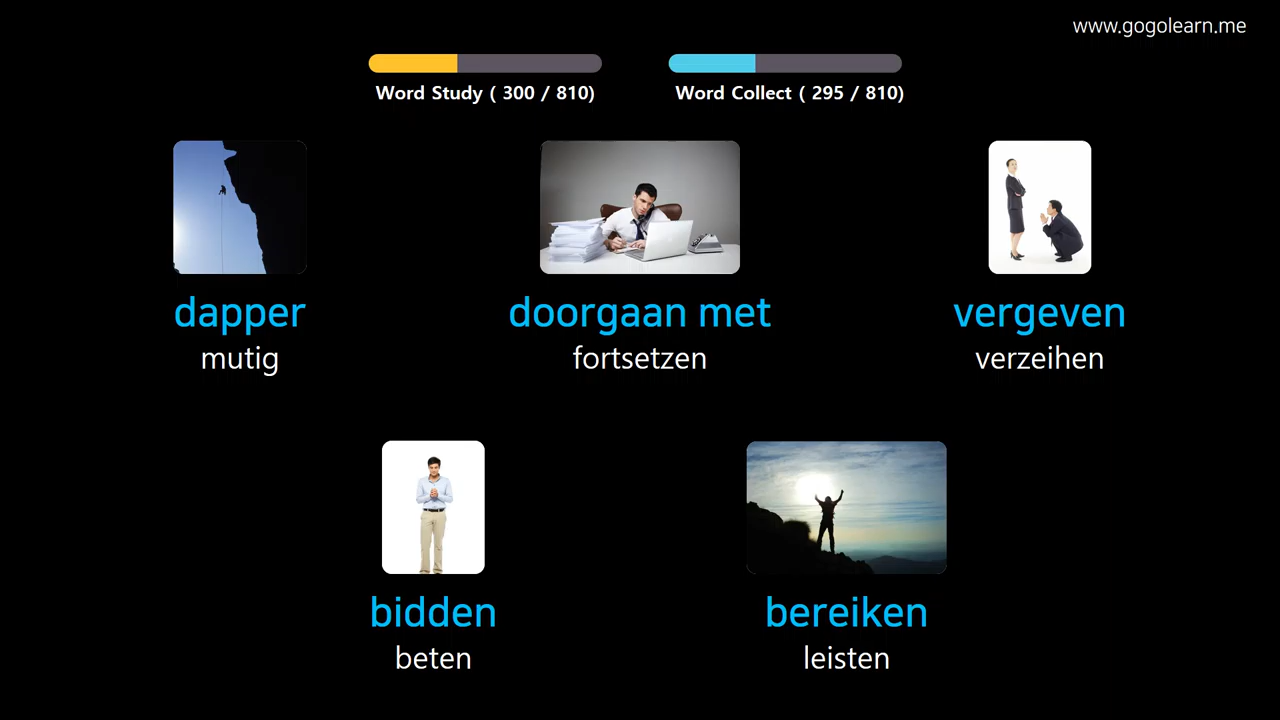 www.gogolearn.me
Word Study ( 300 / 810)
Word Collect ( 295 / 810)
dapper
mutig
doorgaan met
fortsetzen
vergeven
verzeihen
bidden
beten
bereiken
leisten